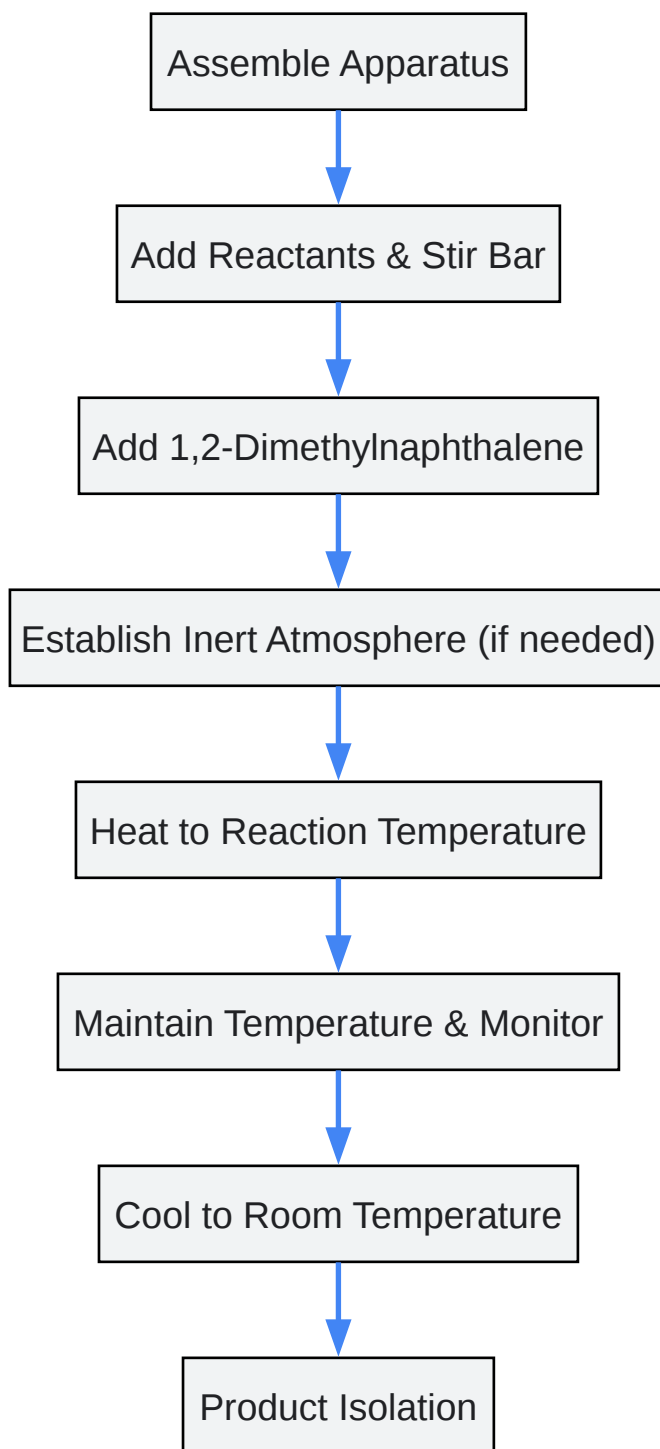 Assemble Apparatus
Add Reactants & Stir Bar
Add 1,2-Dimethylnaphthalene
Establish Inert Atmosphere (if needed)
Heat to Reaction Temperature
Maintain Temperature & Monitor
Cool to Room Temperature
Product Isolation